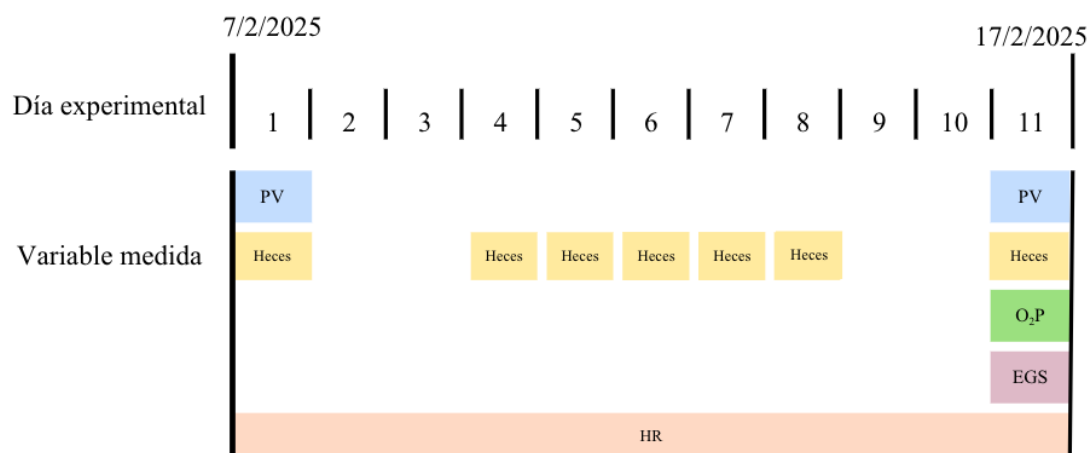 7/2/2025
17/2/2025
Día experimental
1 2 3 4 5 6 7 8 9 10 11
PV PV
Variable medida
Heces Heces Heces Heces Heces Heces Heces
O₂P
EGS
HR